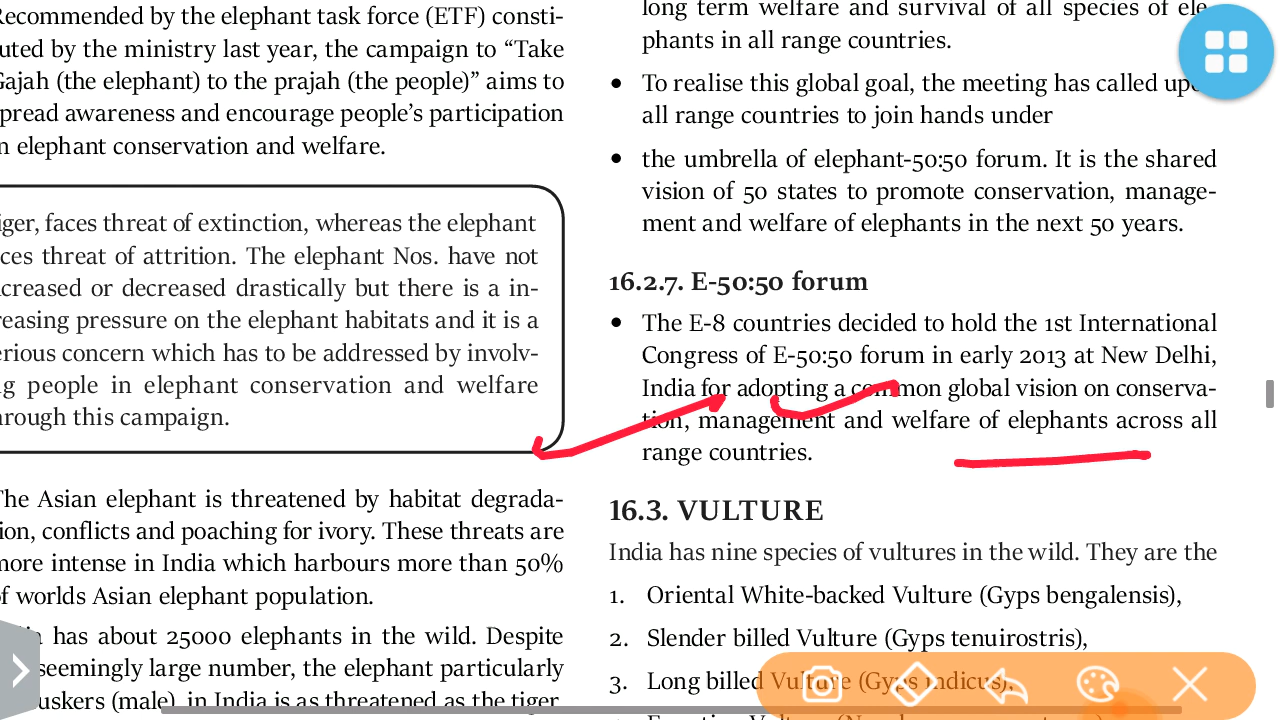 Recommended by the elephant task force (ETF) consti-
uted by the ministry last year, the campaign to “Take
Gajah (the elephant) to the prajah (the people)” aims to
pread awareness and encourage people’s participation
n elephant conservation and welfare.
iger, faces threat of extinction, whereas the elephant
ces threat of attrition. The elephant Nos. have not
creased or decreased drastically but there is a in-
reasing pressure on the elephant habitats and it is a
erious concern which has to be addressed by involv-
g people in elephant conservation and welfare
hrough this campaign.
The Asian elephant is threatened by habitat degrada-
ion, conflicts and poaching for ivory. These threats are
more intense in India which harbours more than 50%
of worlds Asian elephant population.
has about 25000 elephants in the wild. Despite
seemingly large number, the elephant particularly
uskers (male), in India is as threatened as the tiger.
long term welfare and survival of all species of ele-
phants in all range countries.
• To realise this global goal, the meeting has called upo
all range countries to join hands under
• the umbrella of elephant-50:50 forum. It is the shared
vision of 50 states to promote conservation, manage-
ment and welfare of elephants in the next 50 years.
16.2.7. E-50:50 forum
• The E-8 countries decided to hold the 1st International
Congress of E-50:50 forum in early 2013 at New Delhi,
India for adopting a common global vision on conserva-
tion, management and welfare of elephants across all
range countries.
16.3. VULTURE
India has nine species of vultures in the wild. They are the
1. Oriental White-backed Vulture (Gyps bengalensis),
2. Slender billed Vulture (Gyps tenuirostris),
3. Long billed Vulture (Gyps indicus),